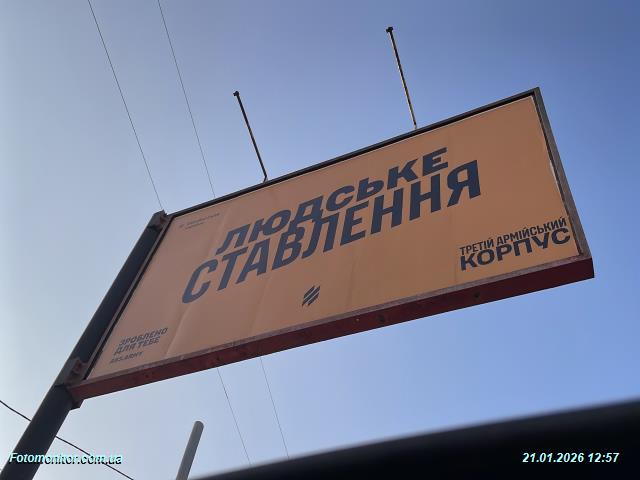 ЛЮДСЬКЕ
СТАВЛЕННЯ
ТРЕТІЙ АРМІЙСЬКИЙ
КОРПУС
ЗРОБЛЕНО
ДЛЯ ТЕБЕ
Fotomonitor.com.ua
21.01.2026 12:57